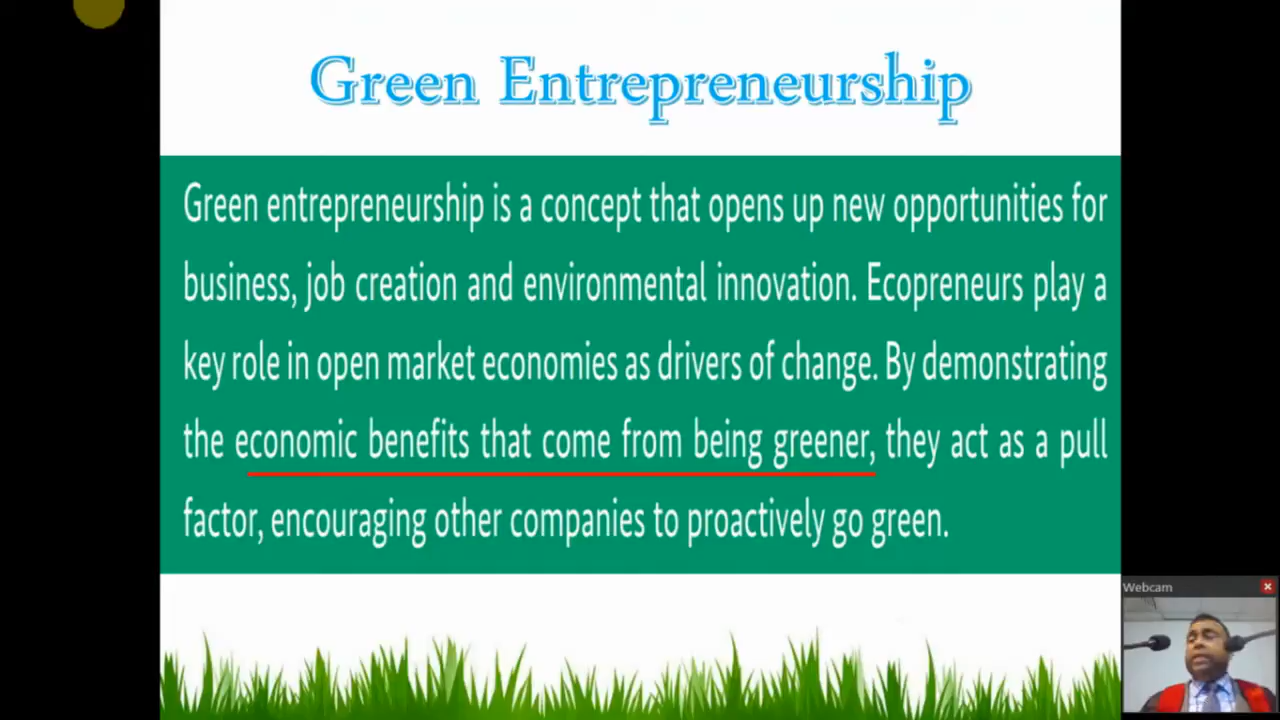 Green Entrepreneurship
Green entrepreneurship is a concept that opens up new opportunities for
business, job creation and environmental innovation. Ecopreneurs play a
key role in open market economies as drivers of change. By demonstrating
the economic benefits that come from being greener, they act as a pull
factor, encouraging other companies to proactively go green.
Webcam